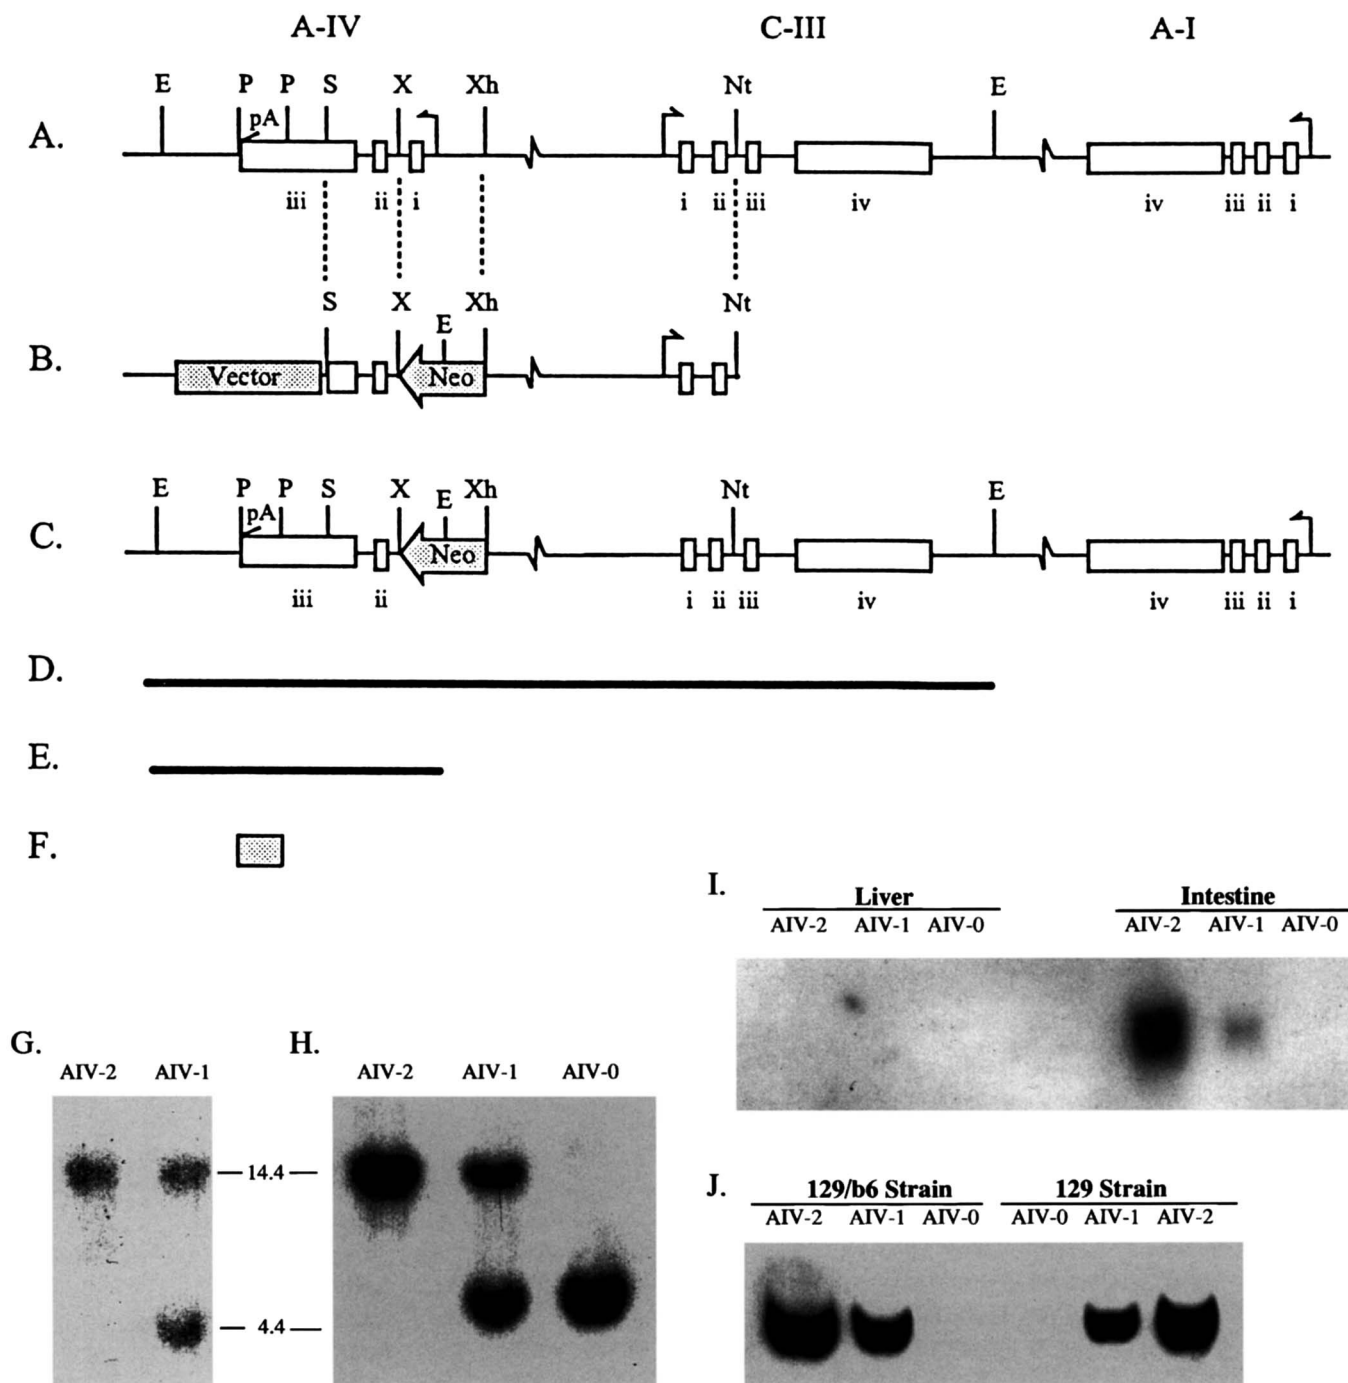 A-IV C-III A-I
E P P S X Xh Nt E
pA
A.
iii ii i i ii iii iv iv iii ii i
S X Xh Nt
E
B. Vector Neo
E P P S X Xh Nt E
pA E
C. Neo
iii ii i ii iii iv iv iii ii i
D.
E.
F.
I. Liver Intestine
AIV-2 AIV-1 AIV-0 AIV-2 AIV-1 AIV-0
G. H.
AIV-2 AIV-1 AIV-2 AIV-1 AIV-0
14.4
J. 129/b6 Strain 129 Strain
AIV-2 AIV-1 AIV-0 AIV-0 AIV-1 AIV-2
4.4